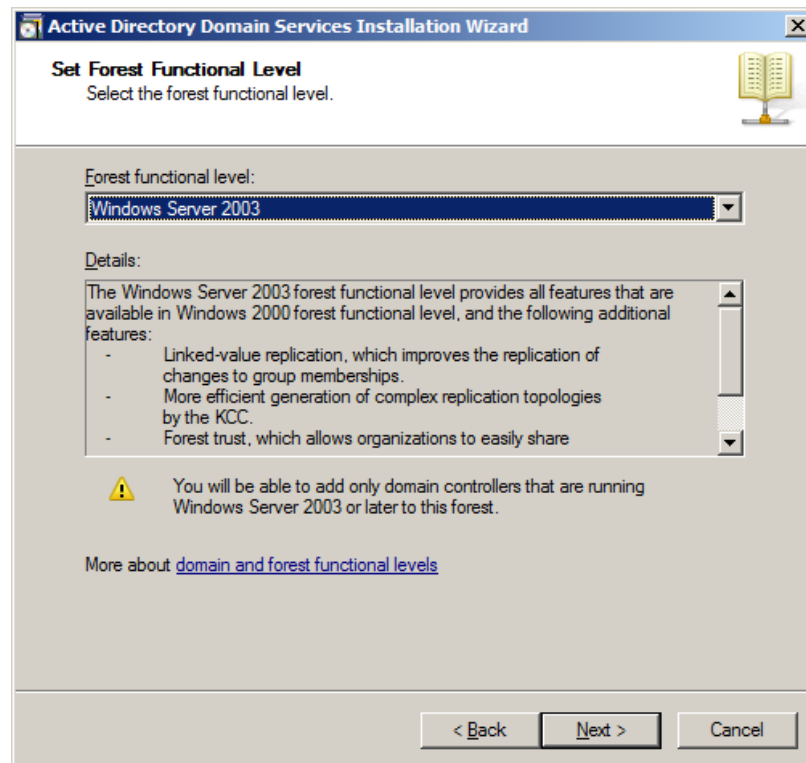 Active Directory Domain Services Installation Wizard
Set Forest Functional Level
Select the forest functional level.
Forest functional level:
Windows Server 2003
Details:
The Windows Server 2003 forest functional level provides all features that are
available in Windows 2000 forest functional level, and the following additional
features:
- Linked-value replication, which improves the replication of
changes to group memberships.
- More efficient generation of complex replication topologies
by the KCC.
- Forest trust, which allows organizations to easily share
You will be able to add only domain controllers that are running
Windows Server 2003 or later to this forest.
More about domain and forest functional levels
< Back Next > Cancel